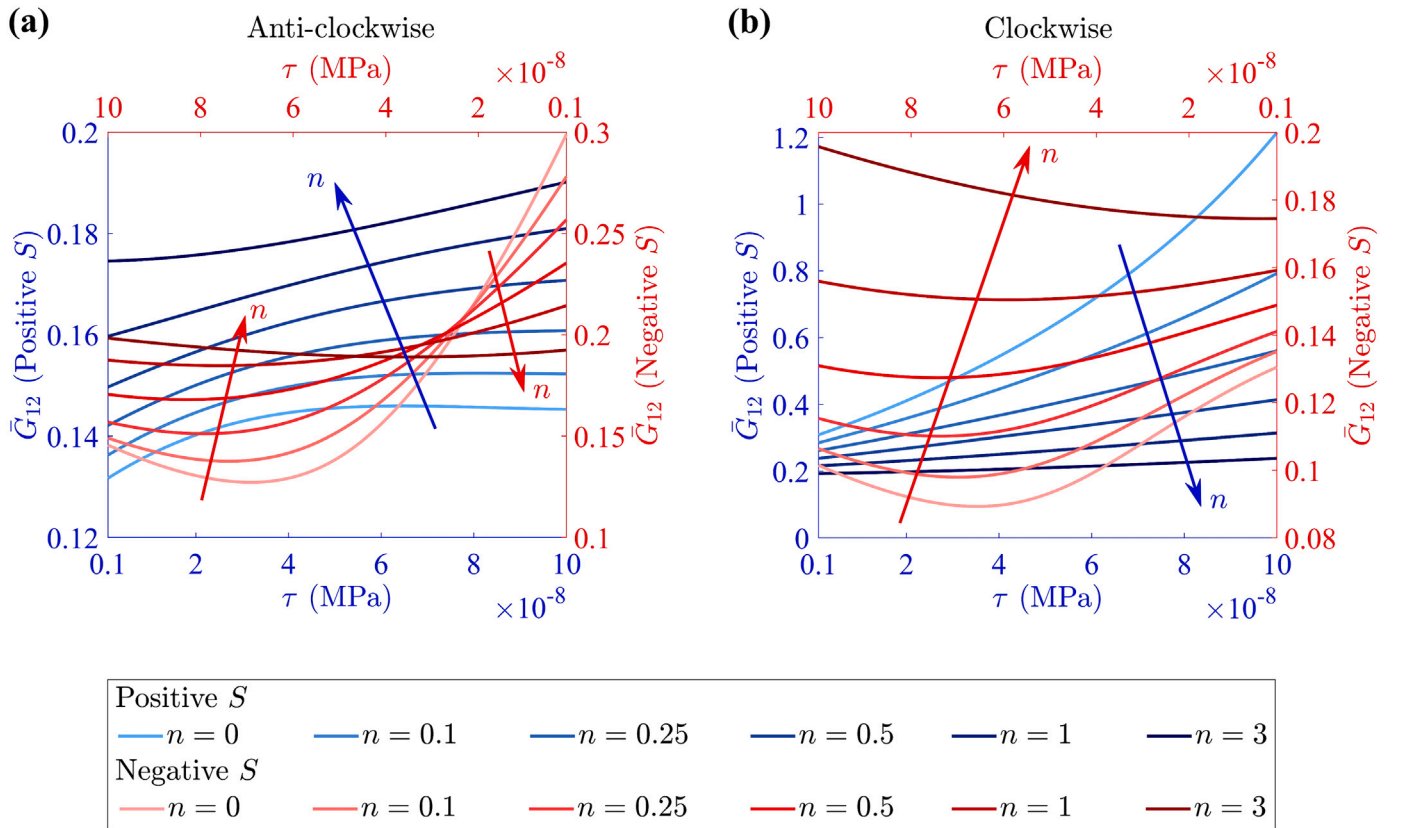 (a) Anti-clockwise (b) Clockwise
τ (MPa) ×10⁻⁸ τ (MPa) ×10⁻⁸
10 8 6 4 2 0.1 10 8 6 4 2 0.1
0.2 0.18 0.16 0.14 0.12
Ḡ₁₂ (Positive S)
n n n
0.3 0.25 0.2 0.15 0.1
Ḡ₁₂ (Negative S)
0.1 2 4 6 8 10
τ (MPa) ×10⁻⁸
1.2 1 0.8 0.6 0.4 0.2 0
Ḡ₁₂ (Positive S)
n n
0.2 0.18 0.16 0.14 0.12 0.1 0.08
Ḡ₁₂ (Negative S)
0.1 2 4 6 8 10
τ (MPa) ×10⁻⁸
Positive S
n = 0 n = 0.1 n = 0.25 n = 0.5 n = 1 n = 3
Negative S
n = 0 n = 0.1 n = 0.25 n = 0.5 n = 1 n = 3